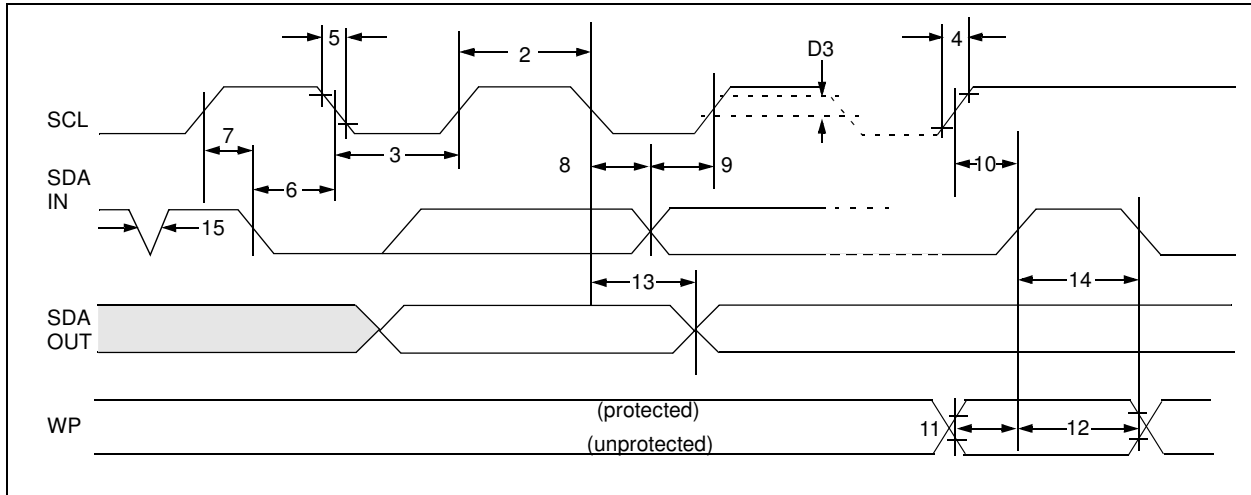 5
2
D3
4
SCL
7
3
8
9
10
SDA
IN
6
15
13
14
SDA
OUT
WP
(protected)
(unprotected)
11
12